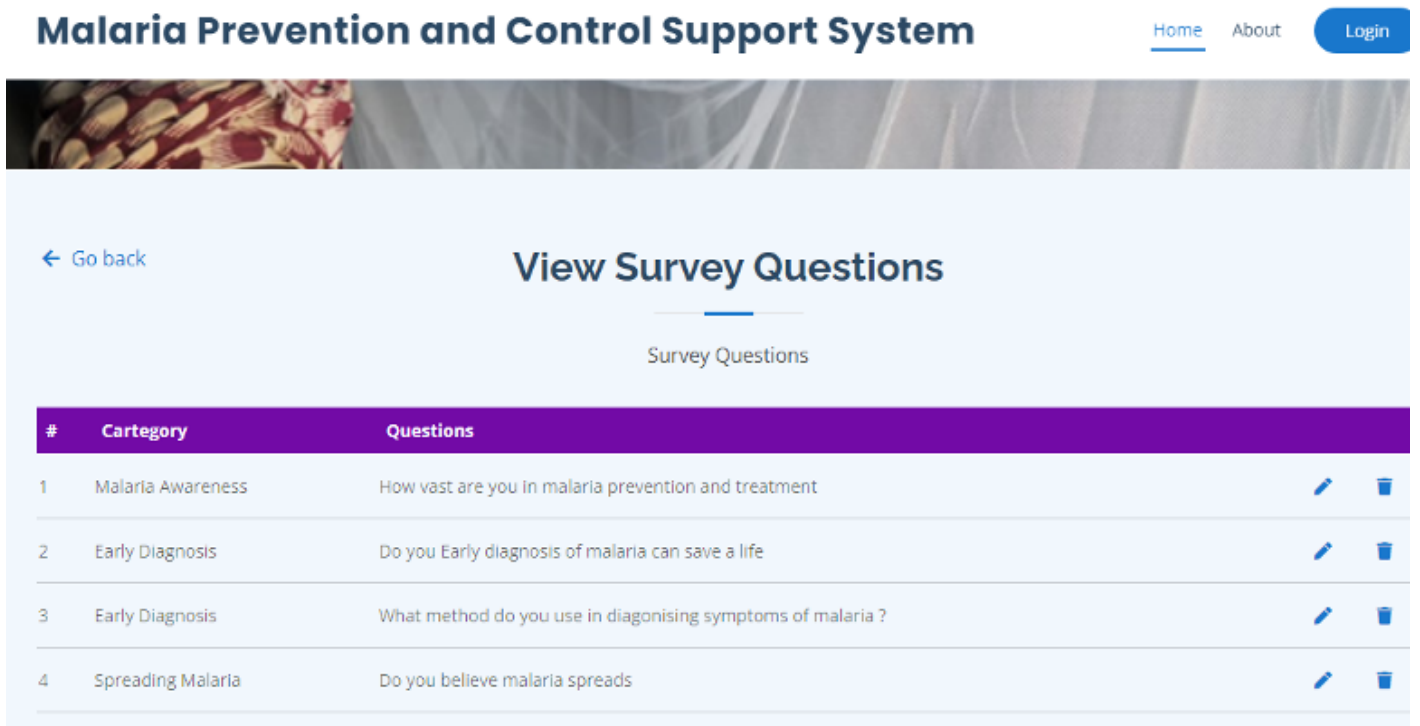 Malaria Prevention and Control Support System Home About Login
Go back
View Survey Questions
Survey Questions
# Cartegory Questions
1 Malaria Awareness How vast are you in malaria prevention and treatment
2 Early Diagnosis Do you Early diagnosis of malaria can save a life
3 Early Diagnosis What method do you use in diagonising symptoms of malaria ?
4 Spreading Malaria Do you believe malaria spreads